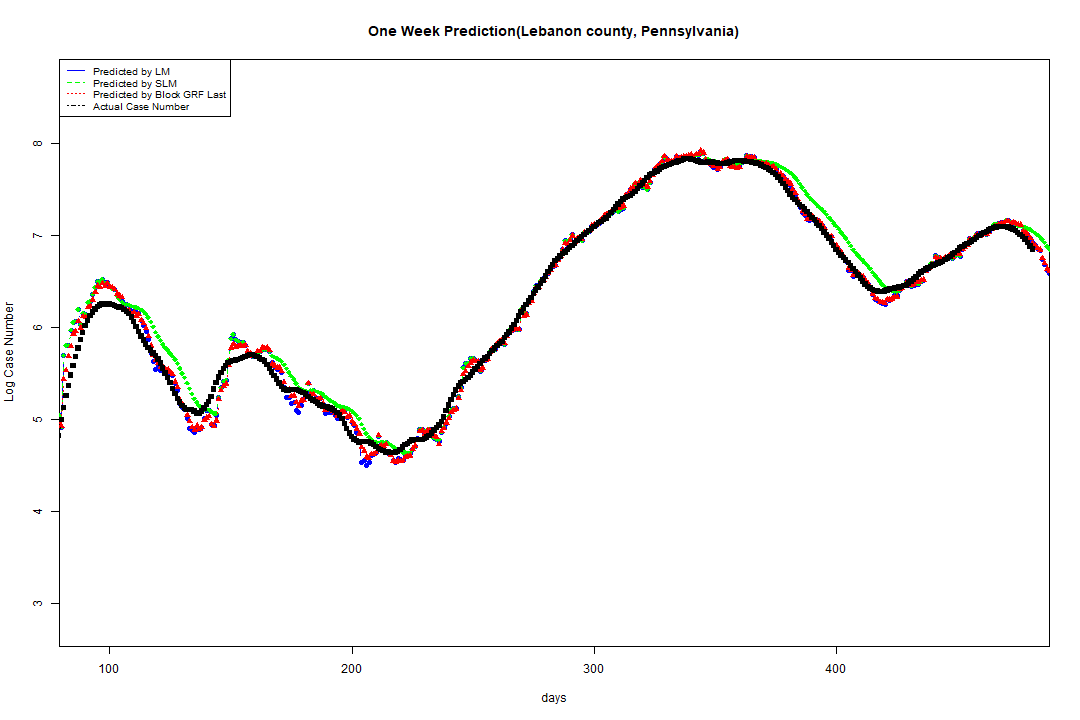 One Week Prediction(Lebanon county, Pennsylvania)
Predicted by LM
Predicted by SLM
Predicted by Block GRF Last
Actual Case Number
8
7
6
5
4
3
Log Case Number
100 200 300 400
days